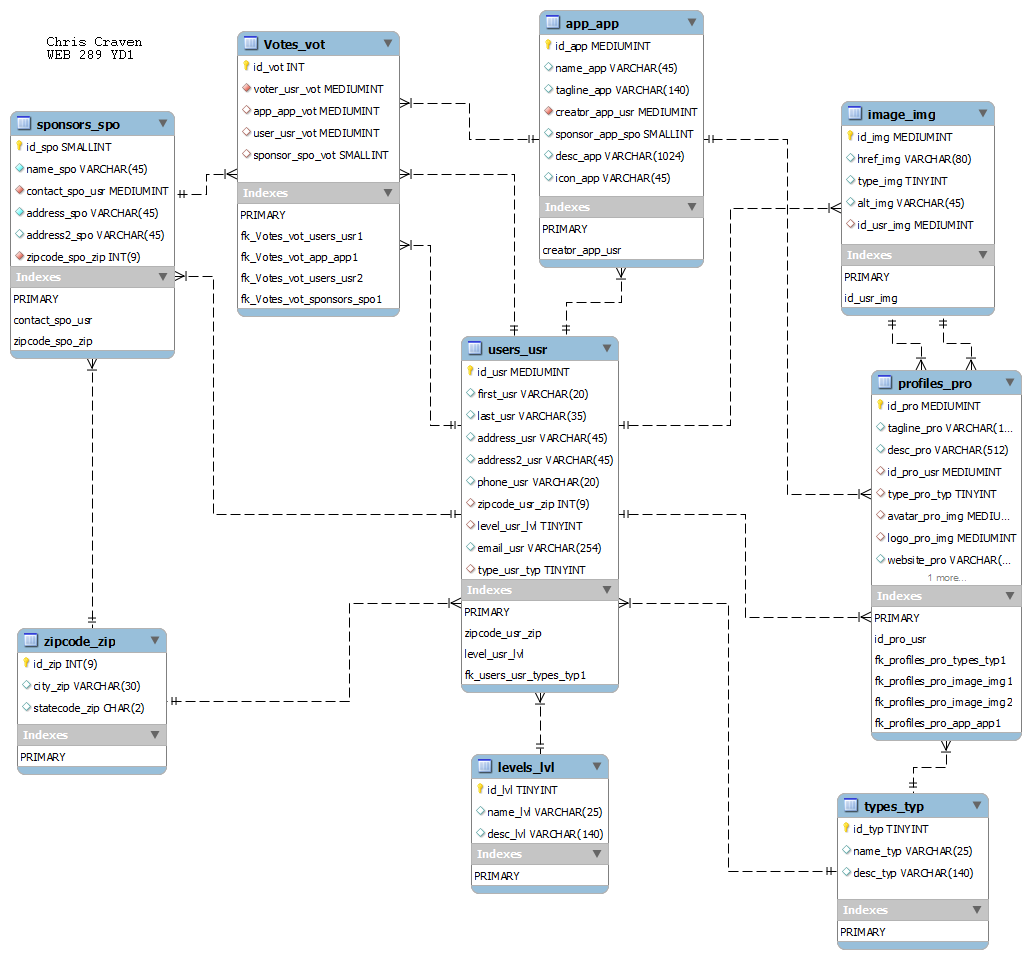 Chris Craven
WEB 289 YD1
sponsors_spo
id_spo SMALLINT
name_spo VARCHAR(45)
contact_spo_usr MEDIUMINT
address_spo VARCHAR(45)
address2_spo VARCHAR(45)
zipcode_spo_zip INT(9)
Indexes
PRIMARY
contact_spo_usr
zipcode_spo_zip
Votes_vot
id_vot INT
voter_usr_vot MEDIUMINT
app_app_vot MEDIUMINT
user_usr_vot MEDIUMINT
sponsor_spo_vot SMALLINT
Indexes
PRIMARY
fk_Votes_vot_users_usr1
fk_Votes_vot_app_app1
fk_Votes_vot_users_usr2
fk_Votes_vot_sponsors_spo1
app_app
id_app MEDIUMINT
name_app VARCHAR(45)
tagline_app VARCHAR(140)
creator_app_usr MEDIUMINT
sponsor_app_spo SMALLINT
desc_app VARCHAR(1024)
icon_app VARCHAR(45)
Indexes
PRIMARY
creator_app_usr
image_img
id_img MEDIUMINT
href_img VARCHAR(80)
type_img TINYINT
alt_img VARCHAR(45)
id_usr_img MEDIUMINT
Indexes
PRIMARY
id_usr_img
users_usr
id_usr MEDIUMINT
first_usr VARCHAR(20)
last_usr VARCHAR(35)
address_usr VARCHAR(45)
address2_usr VARCHAR(45)
phone_usr VARCHAR(20)
zipcode_usr_zip INT(9)
level_usr_lvl TINYINT
email_usr VARCHAR(254)
type_usr_typ TINYINT
Indexes
PRIMARY
zipcode_usr_zip
level_usr_lvl
fk_users_usr_types_typ1
profiles_pro
id_pro MEDIUMINT
tagline_pro VARCHAR(1...
desc_pro VARCHAR(512)
id_pro_usr MEDIUMINT
type_pro_typ TINYINT
avatar_pro_img MEDIU...
logo_pro_img MEDIUMINT
website_pro VARCHAR(...
1 more...
Indexes
PRIMARY
id_pro_usr
fk_profiles_pro_types_typ1
fk_profiles_pro_image_img1
fk_profiles_pro_image_img2
fk_profiles_pro_app_app1
zipcode_zip
id_zip INT(9)
city_zip VARCHAR(30)
statecode_zip CHAR(2)
Indexes
PRIMARY
levels_lvl
id_lvl TINYINT
name_lvl VARCHAR(25)
desc_lvl VARCHAR(140)
Indexes
PRIMARY
types_typ
id_typ TINYINT
name_typ VARCHAR(25)
desc_typ VARCHAR(140)
Indexes
PRIMARY